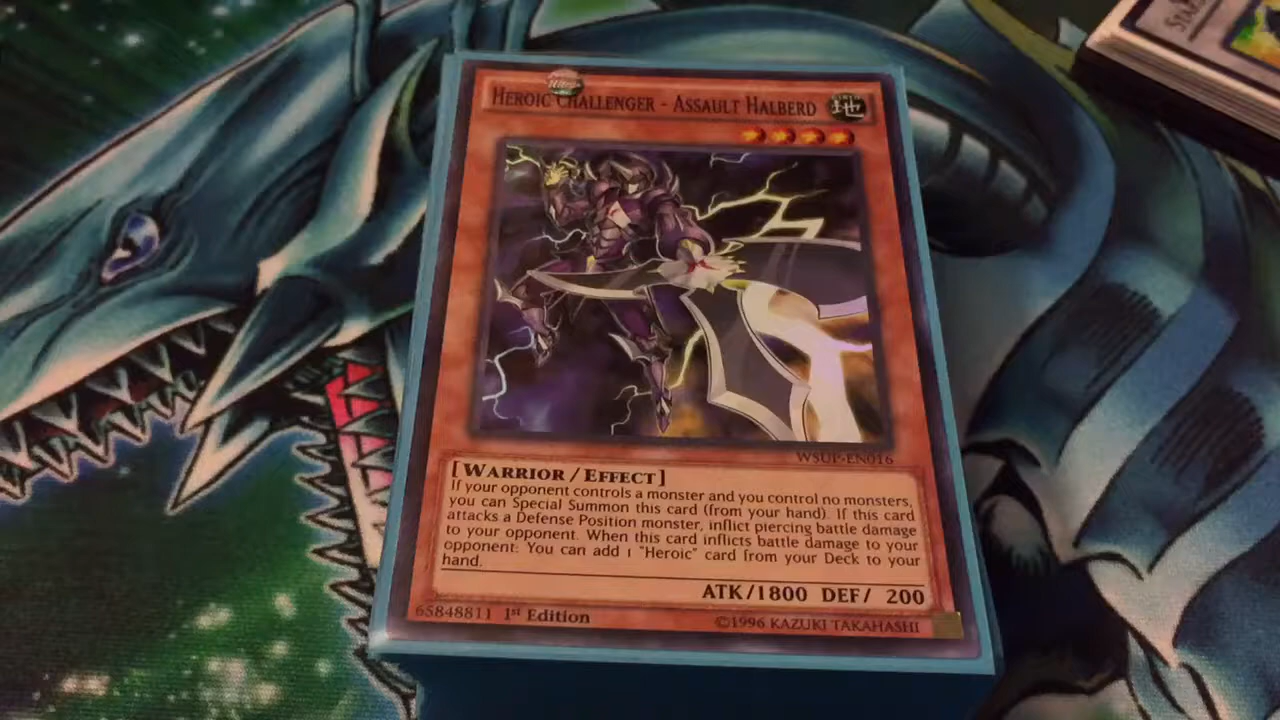 HEROIC CHALLENGER - ASSAULT HALBERD
WSUP-EN016
[WARRIOR / EFFECT]
If your opponent controls a monster and you control no monsters,
you can Special Summon this card (from your hand). If this card
attacks a Defense Position monster, inflict piercing battle damage
to your opponent. When this card inflicts battle damage to your
opponent: You can add 1 "Heroic" card from your Deck to your
hand.
ATK/1800 DEF/ 200
65848811 1st Edition
©1996 KAZUKI TAKAHASHI